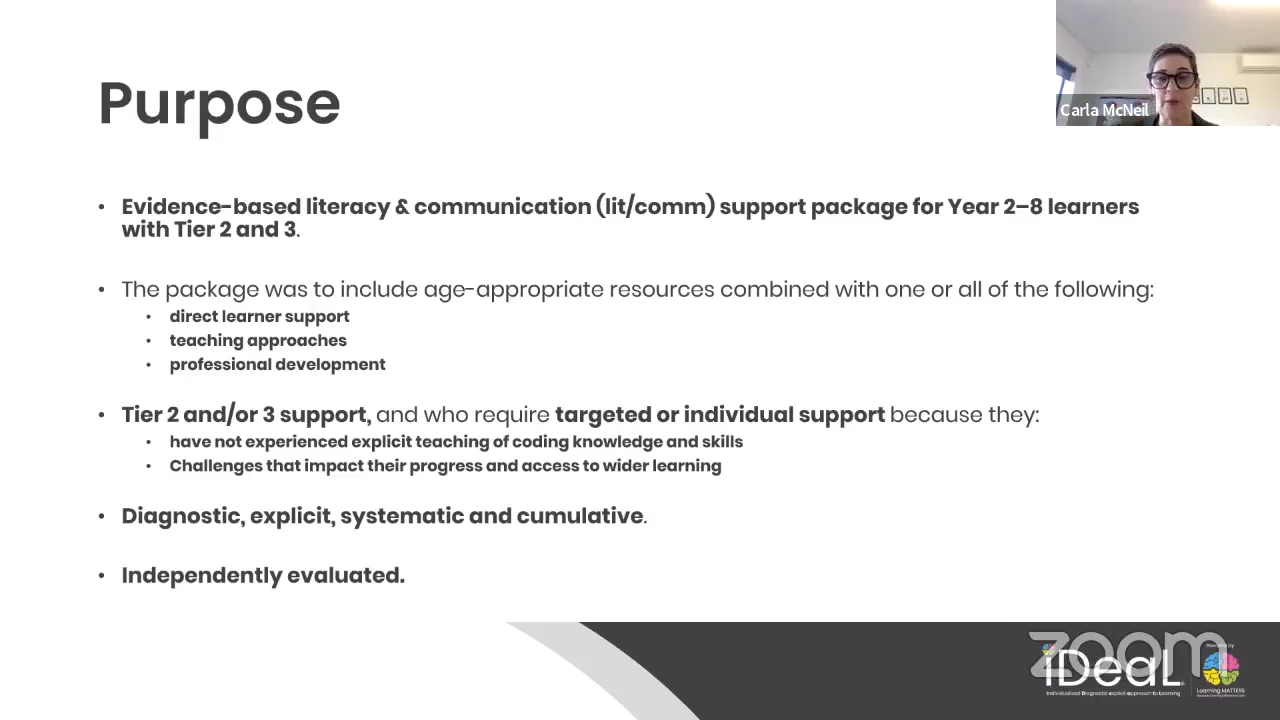 Purpose
Carla McNeil
• Evidence-based literacy & communication (lit/comm) support package for Year 2–8 learners
with Tier 2 and 3.
• The package was to include age-appropriate resources combined with one or all of the following:
• direct learner support
• teaching approaches
• professional development
• Tier 2 and/or 3 support, and who require targeted or individual support because they:
• have not experienced explicit teaching of coding knowledge and skills
• Challenges that impact their progress and access to wider learning
• Diagnostic, explicit, systematic and cumulative.
• Independently evaluated.
zoom
iDeaL
Individualised Diagnostic explicit approach to Learning
Powered by
Learning MATTERS